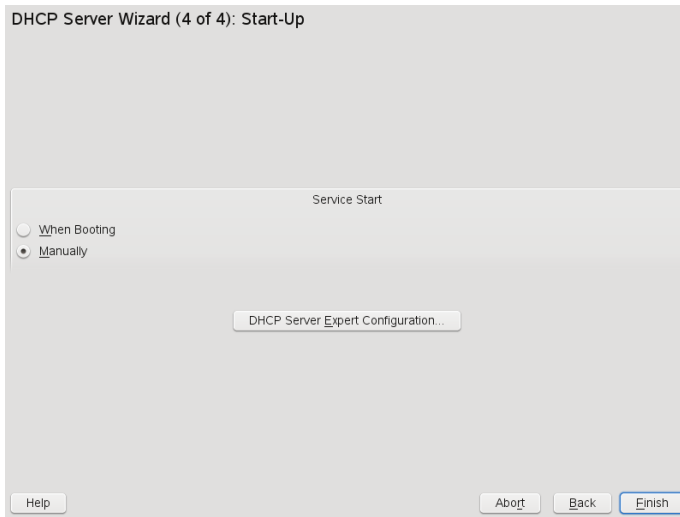 DHCP Server Wizard (4 of 4): Start-Up
Service Start
When Booting
Manually
DHCP Server Expert Configuration...
Help
Abort
Back
Finish